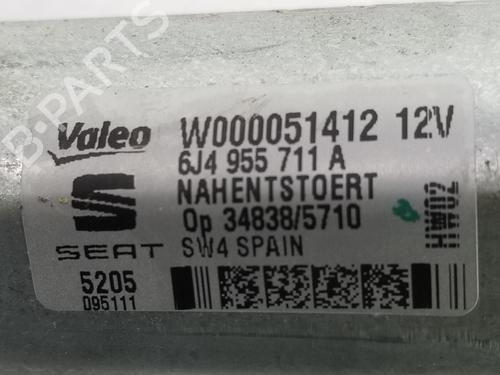 B-PARTS
Valeo W000051412 12V
6J4 955 711 A
NAHENTSTOERT
Op 34838/5710
SEAT SW4 SPAIN
5205
095111
HW02